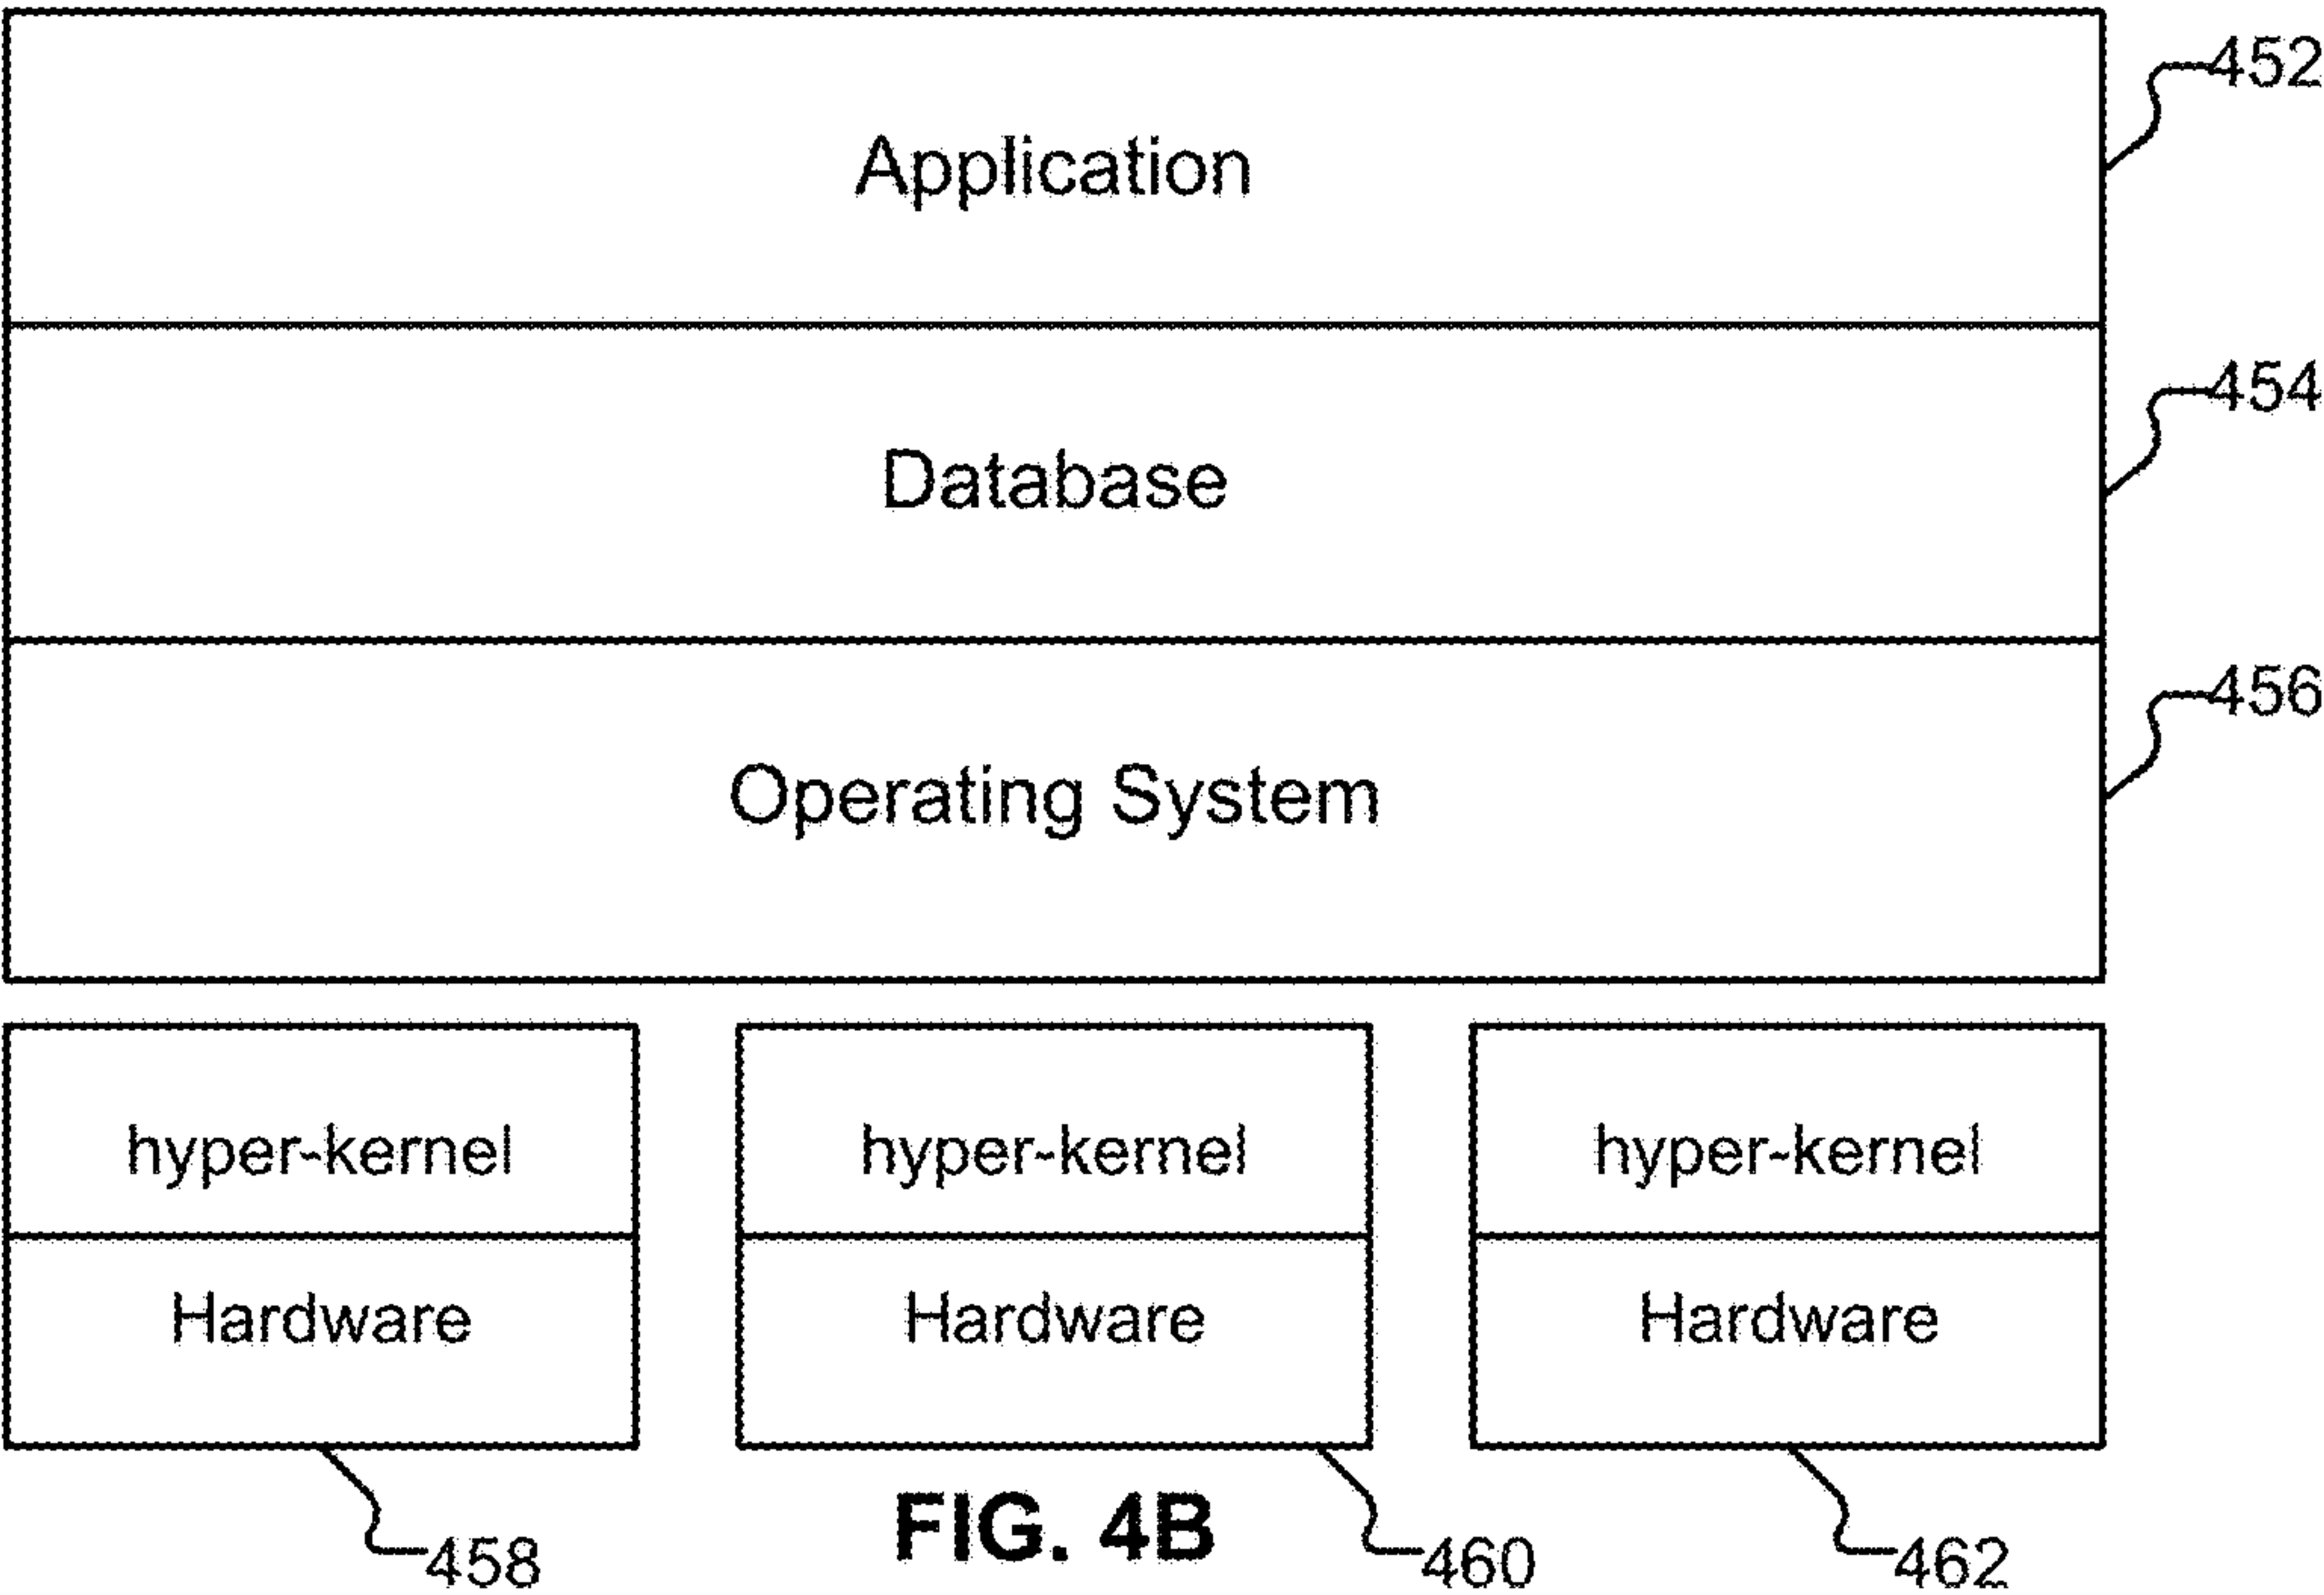 Application
452
Database
454
Operating System
456
hyper-kernel hyper-kernel hyper-kernel
Hardware Hardware Hardware
458 FIG. 4B 460 462